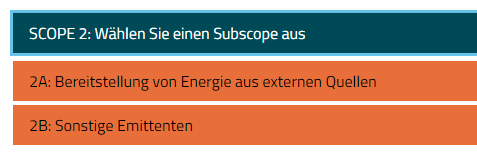 SCOPE 2: Wählen Sie einen Subscope aus
2A: Bereitstellung von Energie aus externen Quellen
2B: Sonstige Emittenten